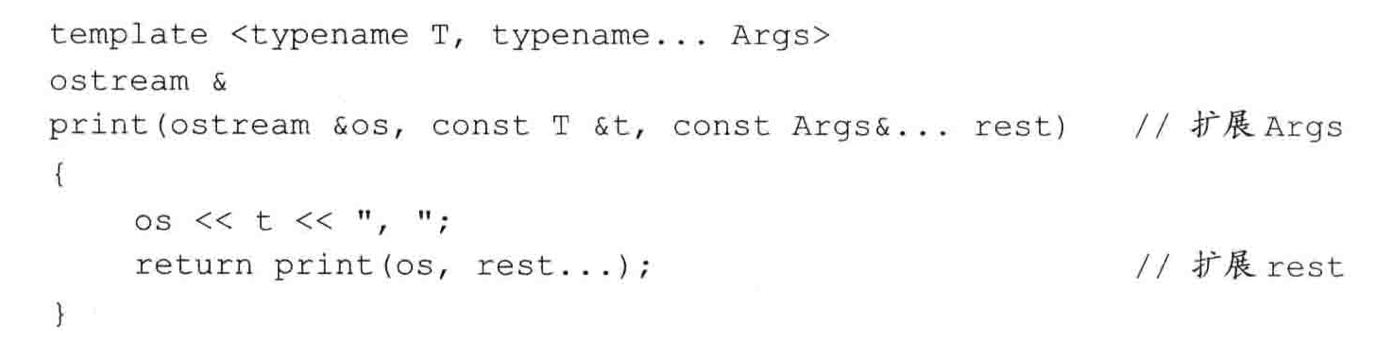 template <typename T, typename... Args>
ostream &
print(ostream &os, const T &t, const Args&... rest)   // 扩展 Args
{
    os << t << ", ";
    return print(os, rest...);                        // 扩展 rest
}